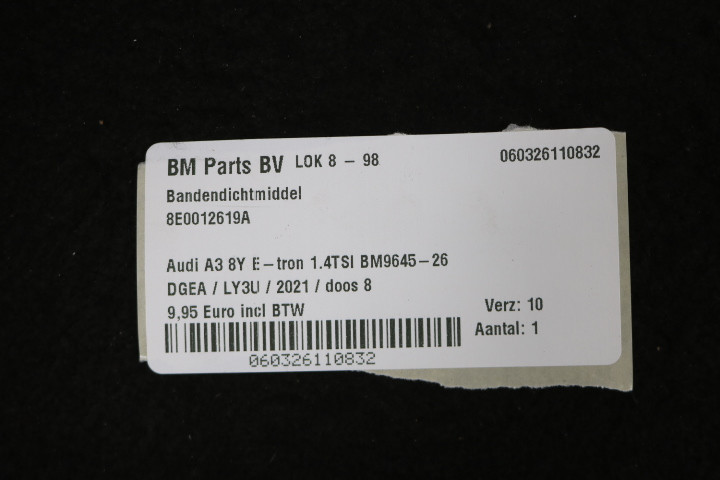 BM Parts BV LOK 8 - 98 060326110832
Bandendichtmiddel
8E0012619A
Audi A3 8Y E-tron 1.4TSI BM9645-26
DGEA / LY3U / 2021 / doos 8
9,95 Euro incl BTW
Verz: 10
Aantal: 1
060326110832